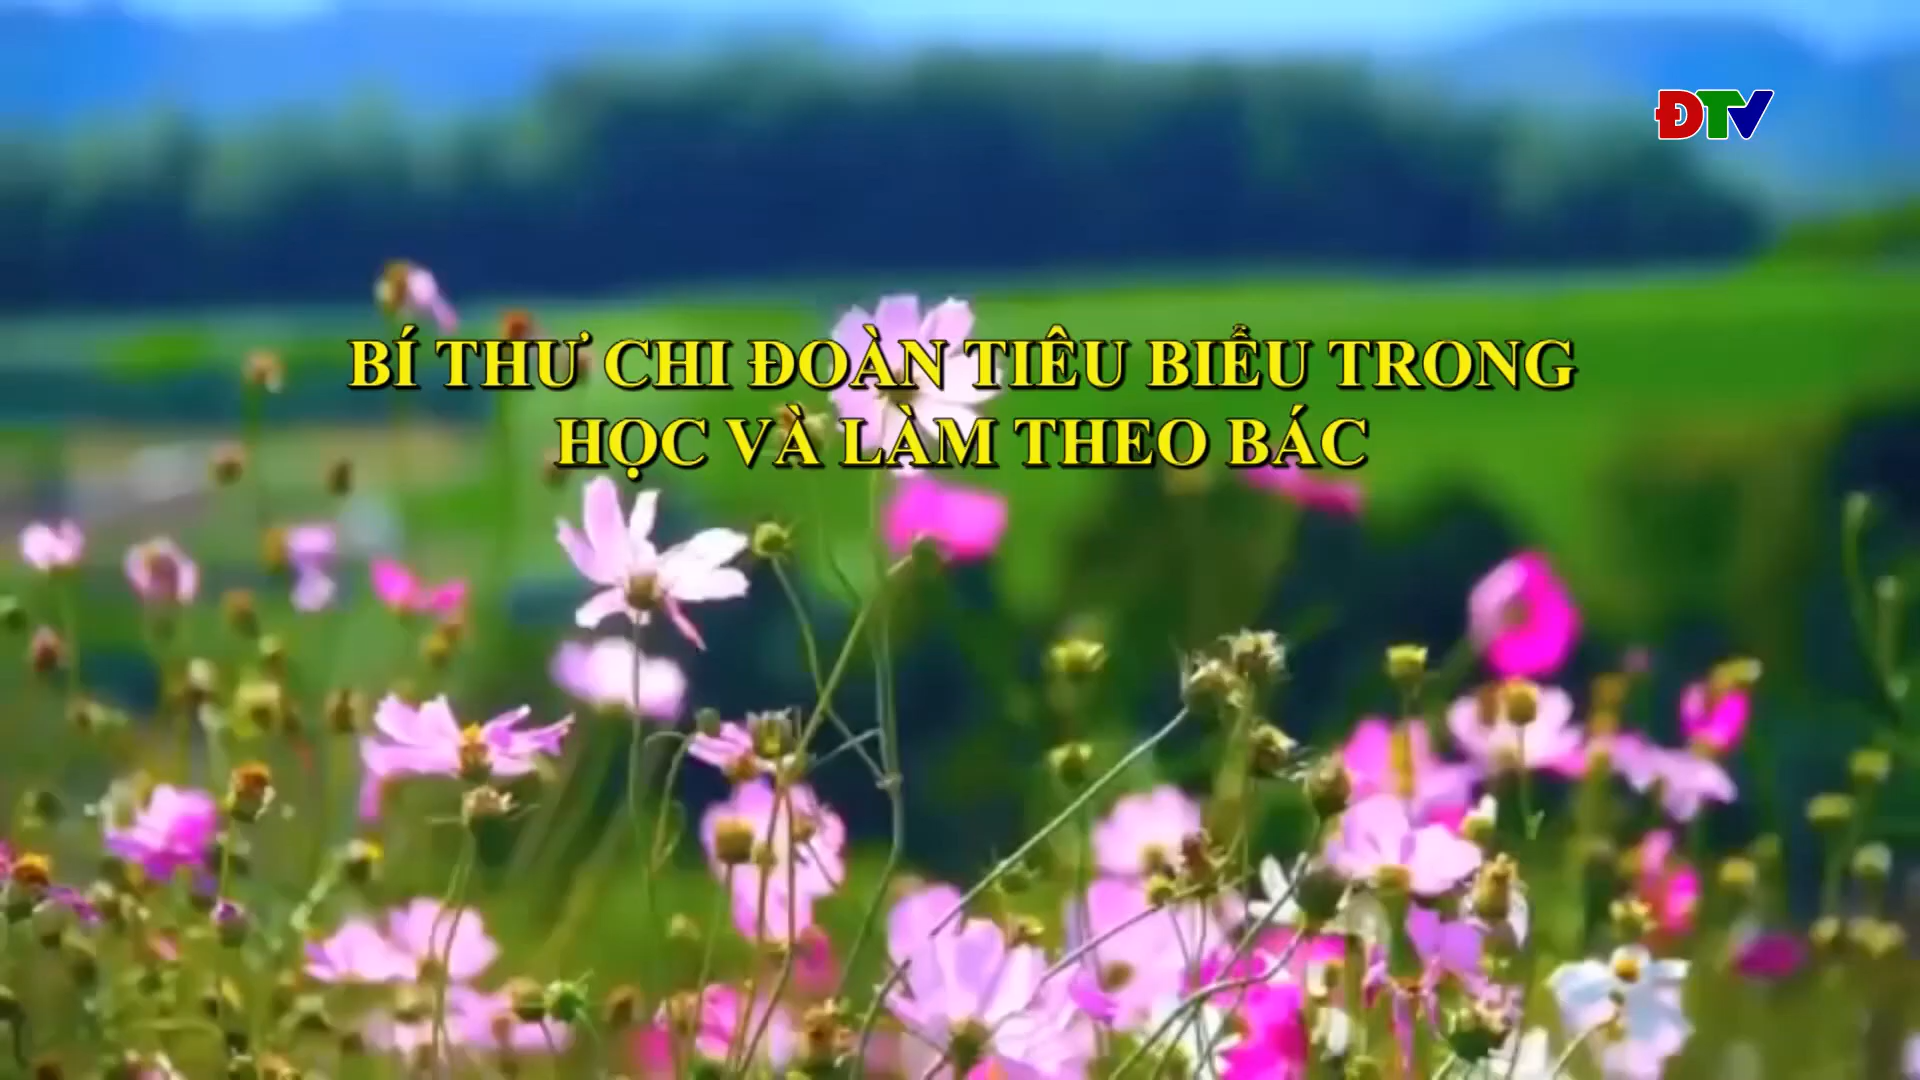 ĐTV
BÍ THƯ CHI ĐOÀN TIÊU BIỂU TRONG
HỌC VÀ LÀM THEO BÁC